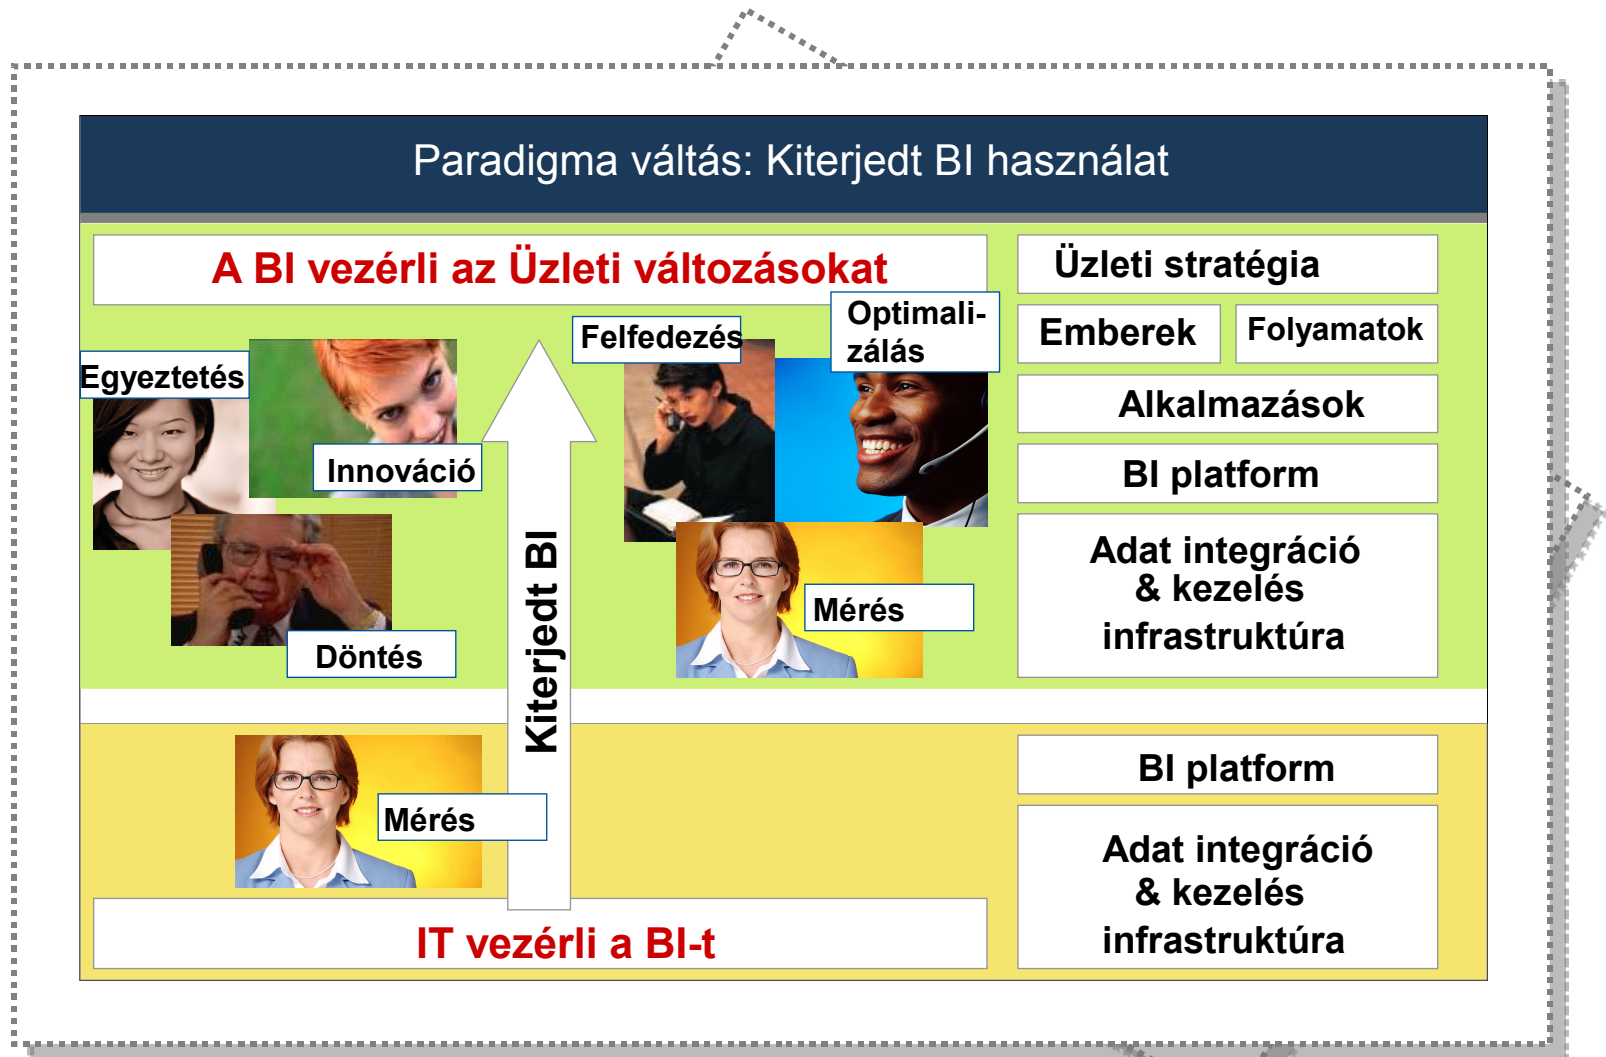 Paradigma váltás: Kiterjedt BI használat
A BI vezérli az Üzleti változásokat
Egyeztetés
Innováció
Döntés
Kiterjedt BI
Felfedezés
Optimali-
zálás
Mérés
Üzleti stratégia
Emberek
Folyamatok
Alkalmazások
BI platform
Adat integráció
& kezelés
infrastruktúra
Mérés
IT vezérli a BI-t
BI platform
Adat integráció
& kezelés
infrastruktúra